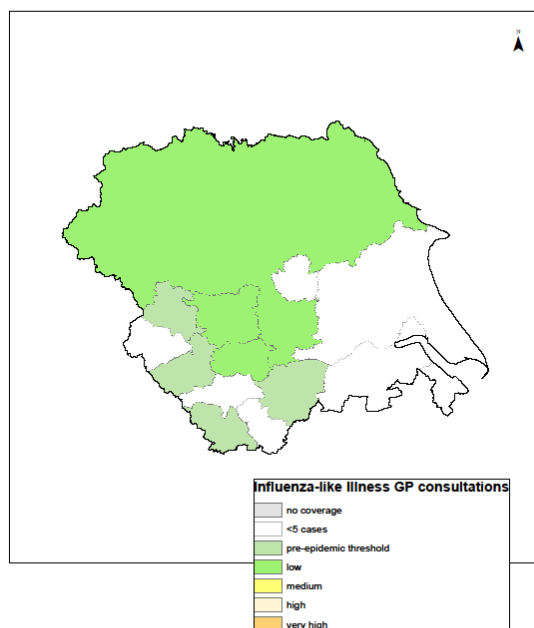 N
Influenza-like Illness GP consultations
no coverage
<5 cases
pre-epidemic threshold
low
medium
high
very high